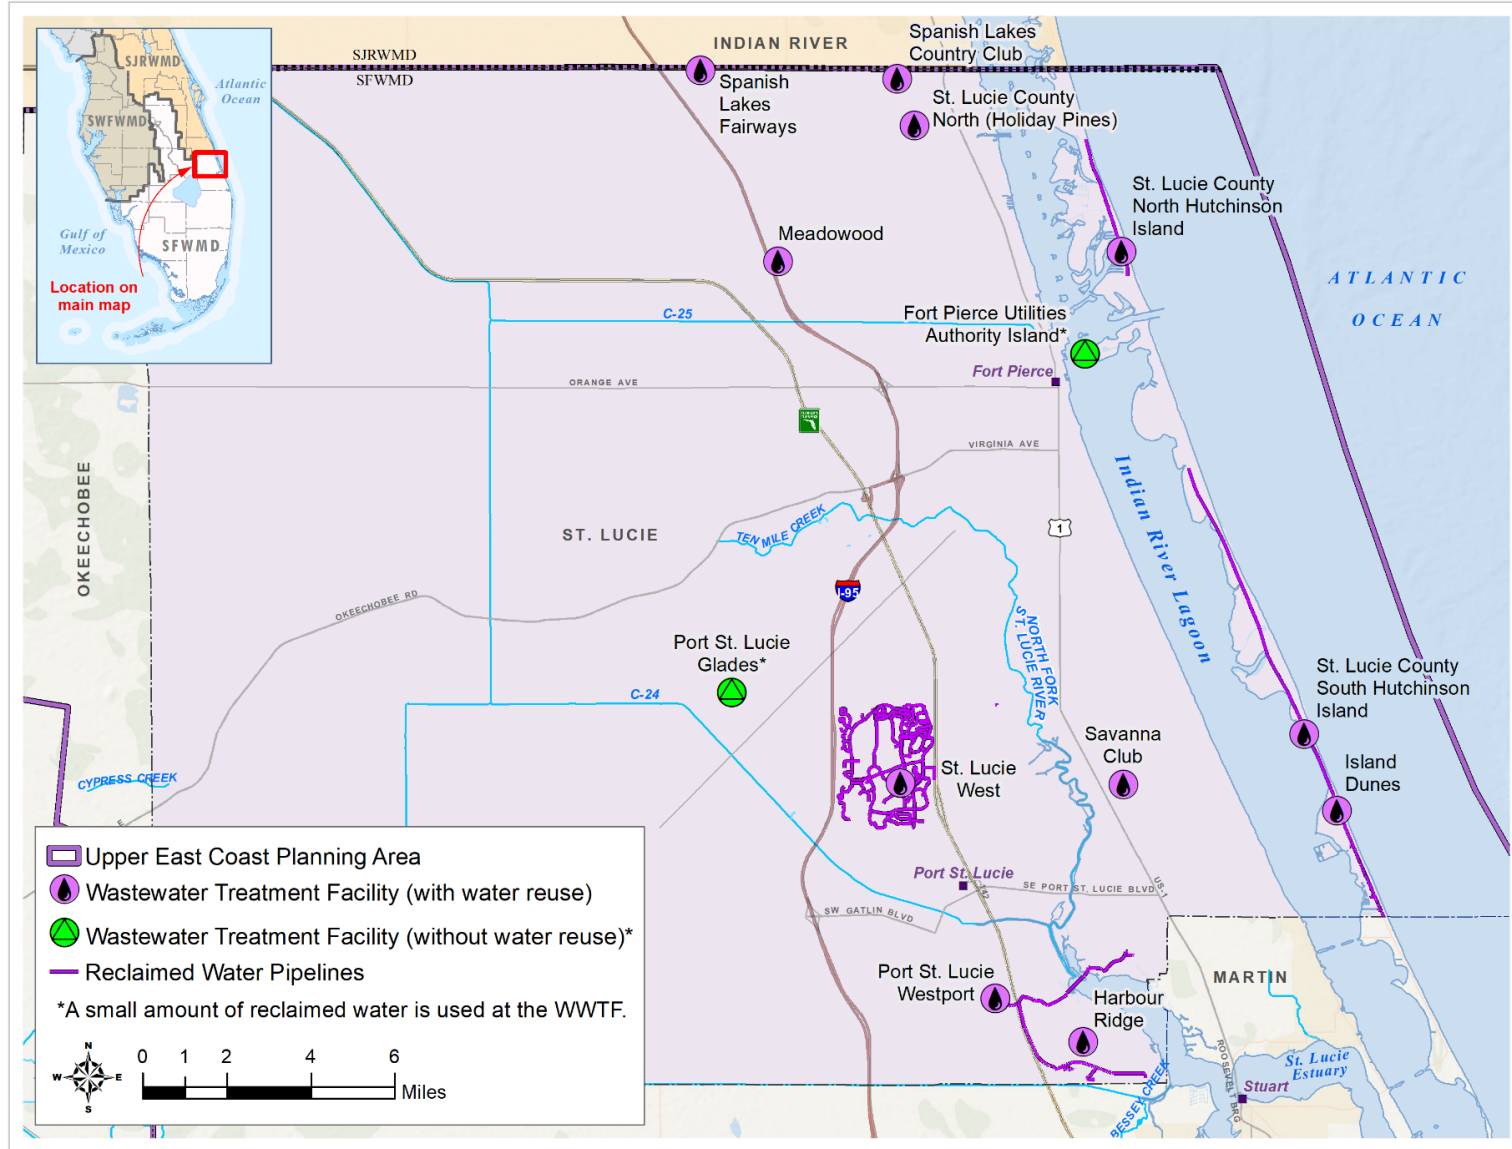 SJRWMD
SWFWMD
SFWMD
Atlantic
Ocean
Gulf of
Mexico
Location on
main map
SJRWMD
SFWMD
INDIAN RIVER
Spanish Lakes
Country Club
Spanish
Lakes
Fairways
St. Lucie County
North (Holiday Pines)
St. Lucie County
North Hutchinson
Island
Meadowood
ATLANTIC
OCEAN
C-25
Fort Pierce Utilities
Authority Island*
Fort Pierce
ORANGE AVE
VIRGINIA AVE
OKEECHOBEE
ST. LUCIE
TEN MILE CREEK
1
Indian River Lagoon
I-95
OKEECHOBEE RD
NORTH FORK
ST. LUCIE RIVER
Port St. Lucie
Glades*
C-24
St. Lucie County
South Hutchinson
Island
Savanna
Club
Island
Dunes
St. Lucie
West
CYPRESS CREEK
Port St. Lucie
SE PORT ST. LUCIE BLVD
US-1
142
SW GATLIN BLVD
Port St. Lucie
Westport
Harbour
Ridge
MARTIN
ROOSEVELT BRG
St. Lucie
Estuary
Stuart
BESSEY CREEK
Upper East Coast Planning Area
Wastewater Treatment Facility (with water reuse)
Wastewater Treatment Facility (without water reuse)*
Reclaimed Water Pipelines
*A small amount of reclaimed water is used at the WWTF.
N
W
E
S
0 1 2 4 6
Miles